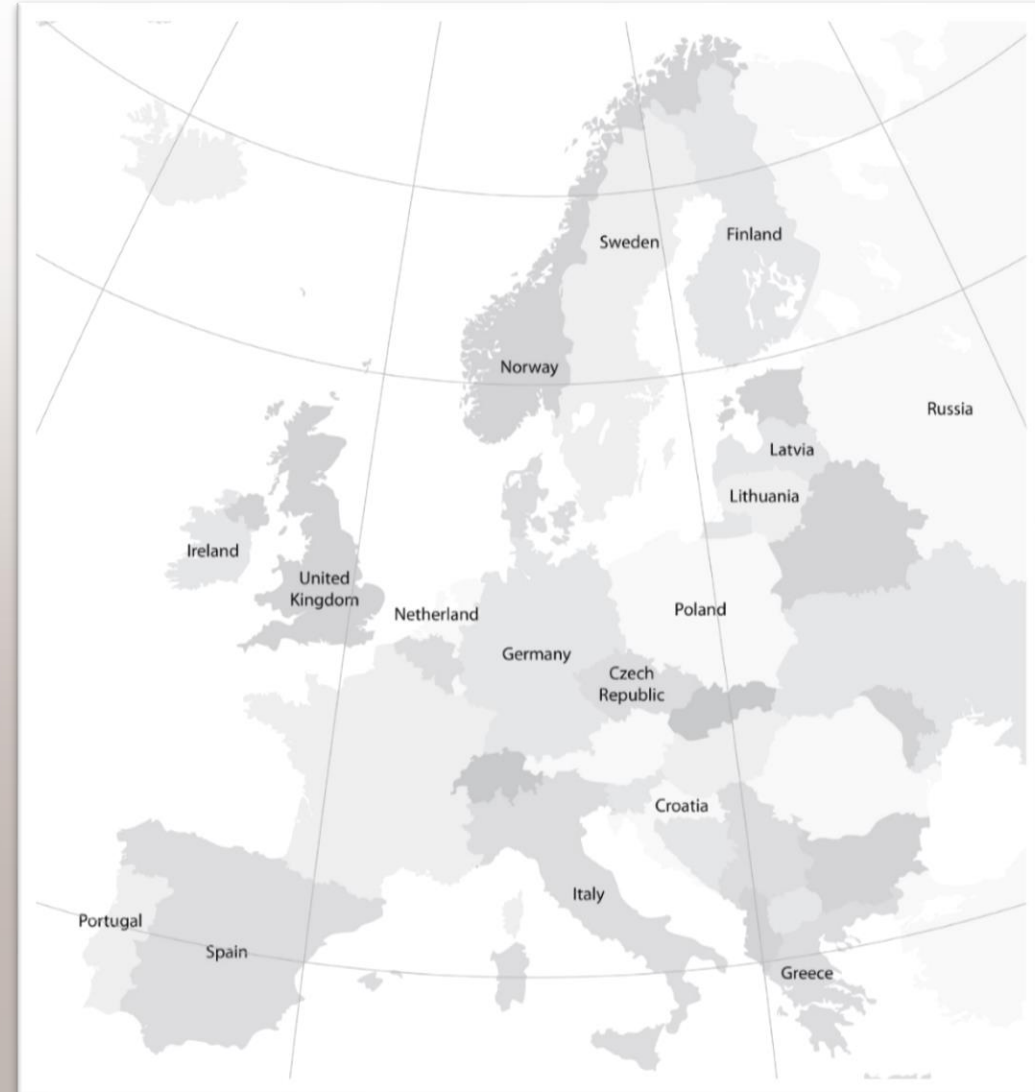 Sweden
Finland
Norway
Russia
Latvia
Lithuania
Ireland
United
Kingdom
Netherland
Poland
Germany
Czech
Republic
Croatia
Italy
Portugal
Spain
Greece